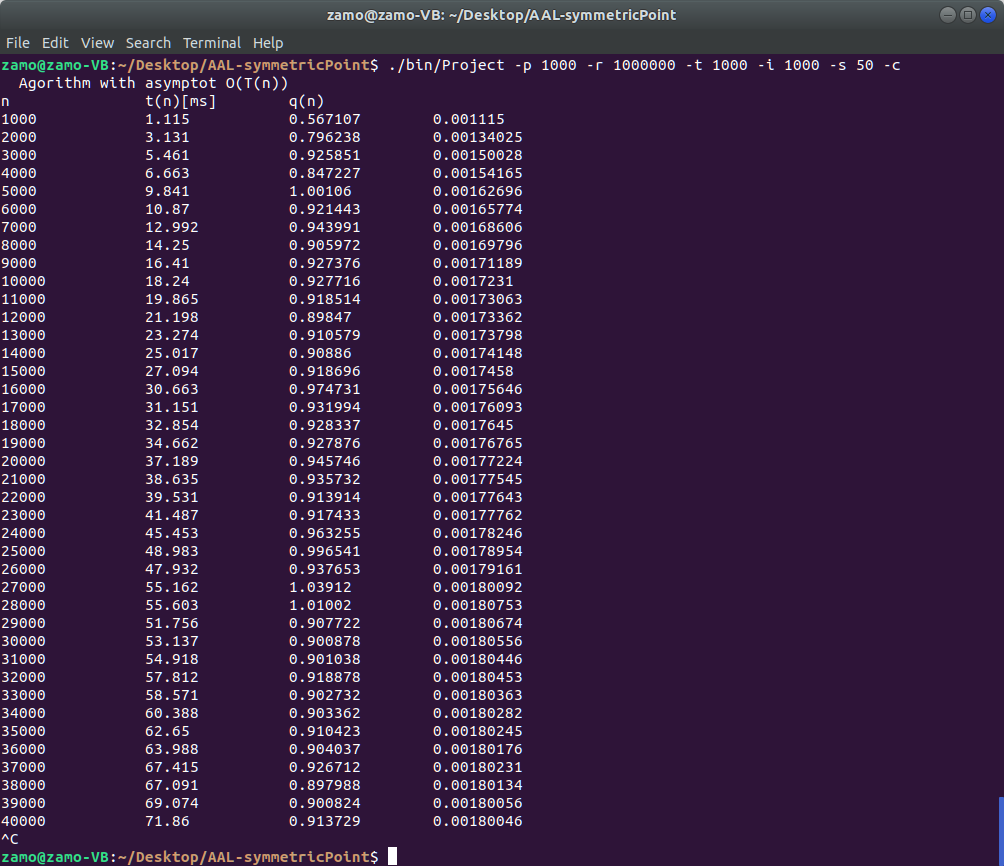 zamo@zamo-VB: ~/Desktop/AAL-symmetricPoint
File Edit View Search Terminal Help
zamo@zamo-VB:~/Desktop/AAL-symmetricPoint$ ./bin/Project -p 1000 -r 1000000 -t 1000 -i 1000 -s 50 -c
Agorithm with asymptot O(T(n))
n t(n)[ms] q(n)
1000 1.115 0.567107 0.001115
2000 3.131 0.796238 0.00134025
3000 5.461 0.925851 0.00150028
4000 6.663 0.847227 0.00154165
5000 9.841 1.00106 0.00162696
6000 10.87 0.921443 0.00165774
7000 12.992 0.943991 0.00168606
8000 14.25 0.905972 0.00169796
9000 16.41 0.927376 0.00171189
10000 18.24 0.927716 0.0017231
11000 19.865 0.918514 0.00173063
12000 21.198 0.89847 0.00173362
13000 23.274 0.910579 0.00173798
14000 25.017 0.90886 0.00174148
15000 27.094 0.918696 0.0017458
16000 30.663 0.974731 0.00175646
17000 31.151 0.931994 0.00176093
18000 32.854 0.928337 0.0017645
19000 34.662 0.927876 0.00176765
20000 37.189 0.945746 0.00177224
21000 38.635 0.935732 0.00177545
22000 39.531 0.913914 0.00177643
23000 41.487 0.917433 0.00177762
24000 45.453 0.963255 0.00178246
25000 48.983 0.996541 0.00178954
26000 47.932 0.937653 0.00179161
27000 55.162 1.03912 0.00180092
28000 55.603 1.01002 0.00180753
29000 51.756 0.907722 0.00180674
30000 53.137 0.900878 0.00180556
31000 54.918 0.901038 0.00180446
32000 57.812 0.918878 0.00180453
33000 58.571 0.902732 0.00180363
34000 60.388 0.903362 0.00180282
35000 62.65 0.910423 0.00180245
36000 63.988 0.904037 0.00180176
37000 67.415 0.926712 0.00180231
38000 67.091 0.897988 0.00180134
39000 69.074 0.900824 0.00180056
40000 71.86 0.913729 0.00180046
^C
zamo@zamo-VB:~/Desktop/AAL-symmetricPoint$